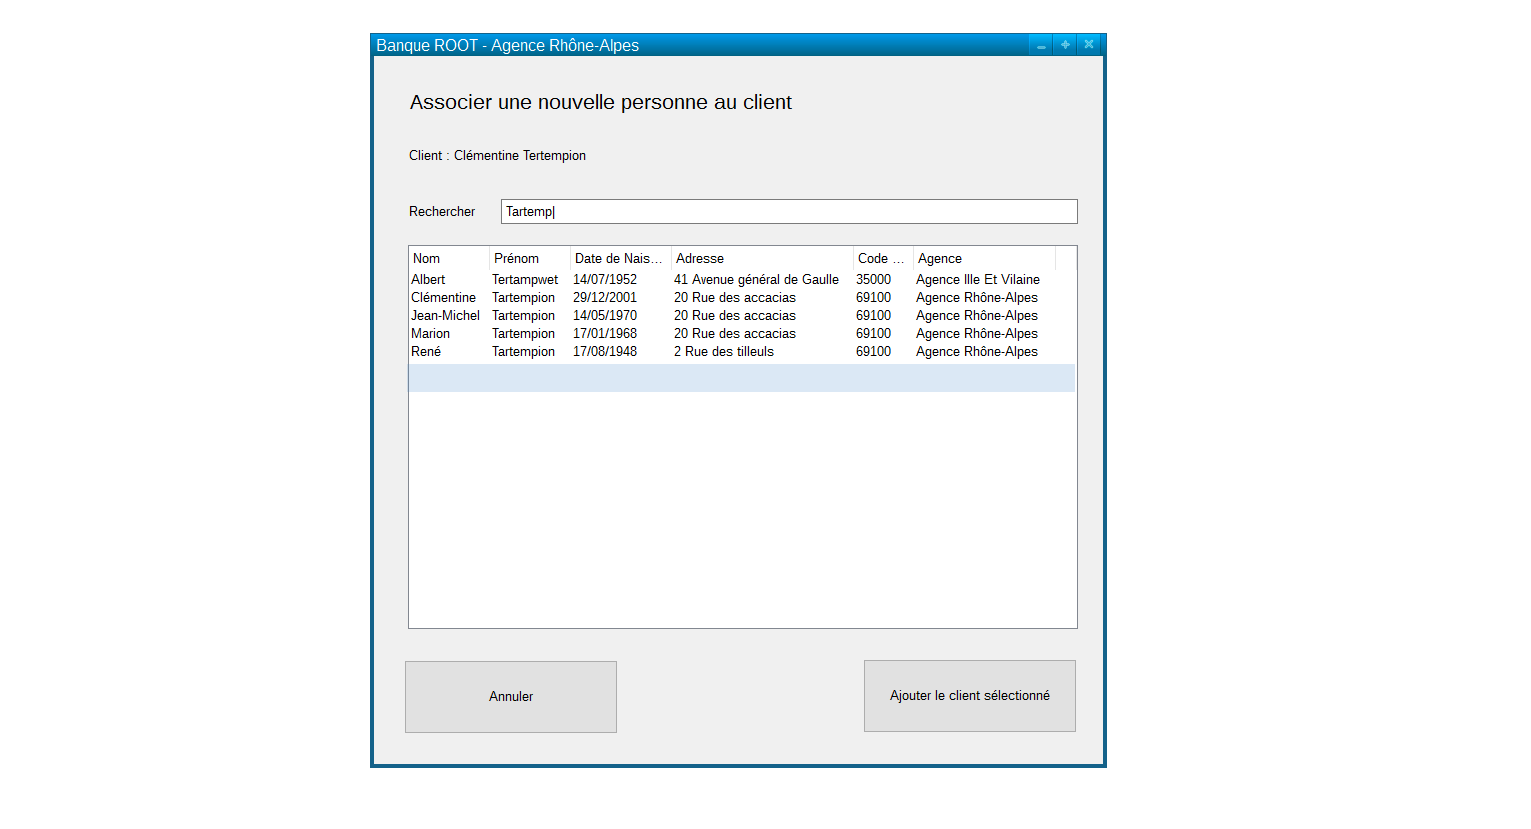 Banque ROOT - Agence Rhône-Alpes
Associer une nouvelle personne au client
Client : Clémentine Tertempion
Rechercher Tartemp
Nom Prénom Date de Nais... Adresse Code ... Agence
Albert Tertampwet 14/07/1952 41 Avenue général de Gaulle 35000 Agence Ille Et Vilaine
Clémentine Tartempion 29/12/2001 20 Rue des accacias 69100 Agence Rhône-Alpes
Jean-Michel Tartempion 14/05/1970 20 Rue des accacias 69100 Agence Rhône-Alpes
Marion Tartempion 17/01/1968 20 Rue des accacias 69100 Agence Rhône-Alpes
René Tartempion 17/08/1948 2 Rue des tilleuls 69100 Agence Rhône-Alpes
Annuler Ajouter le client sélectionné